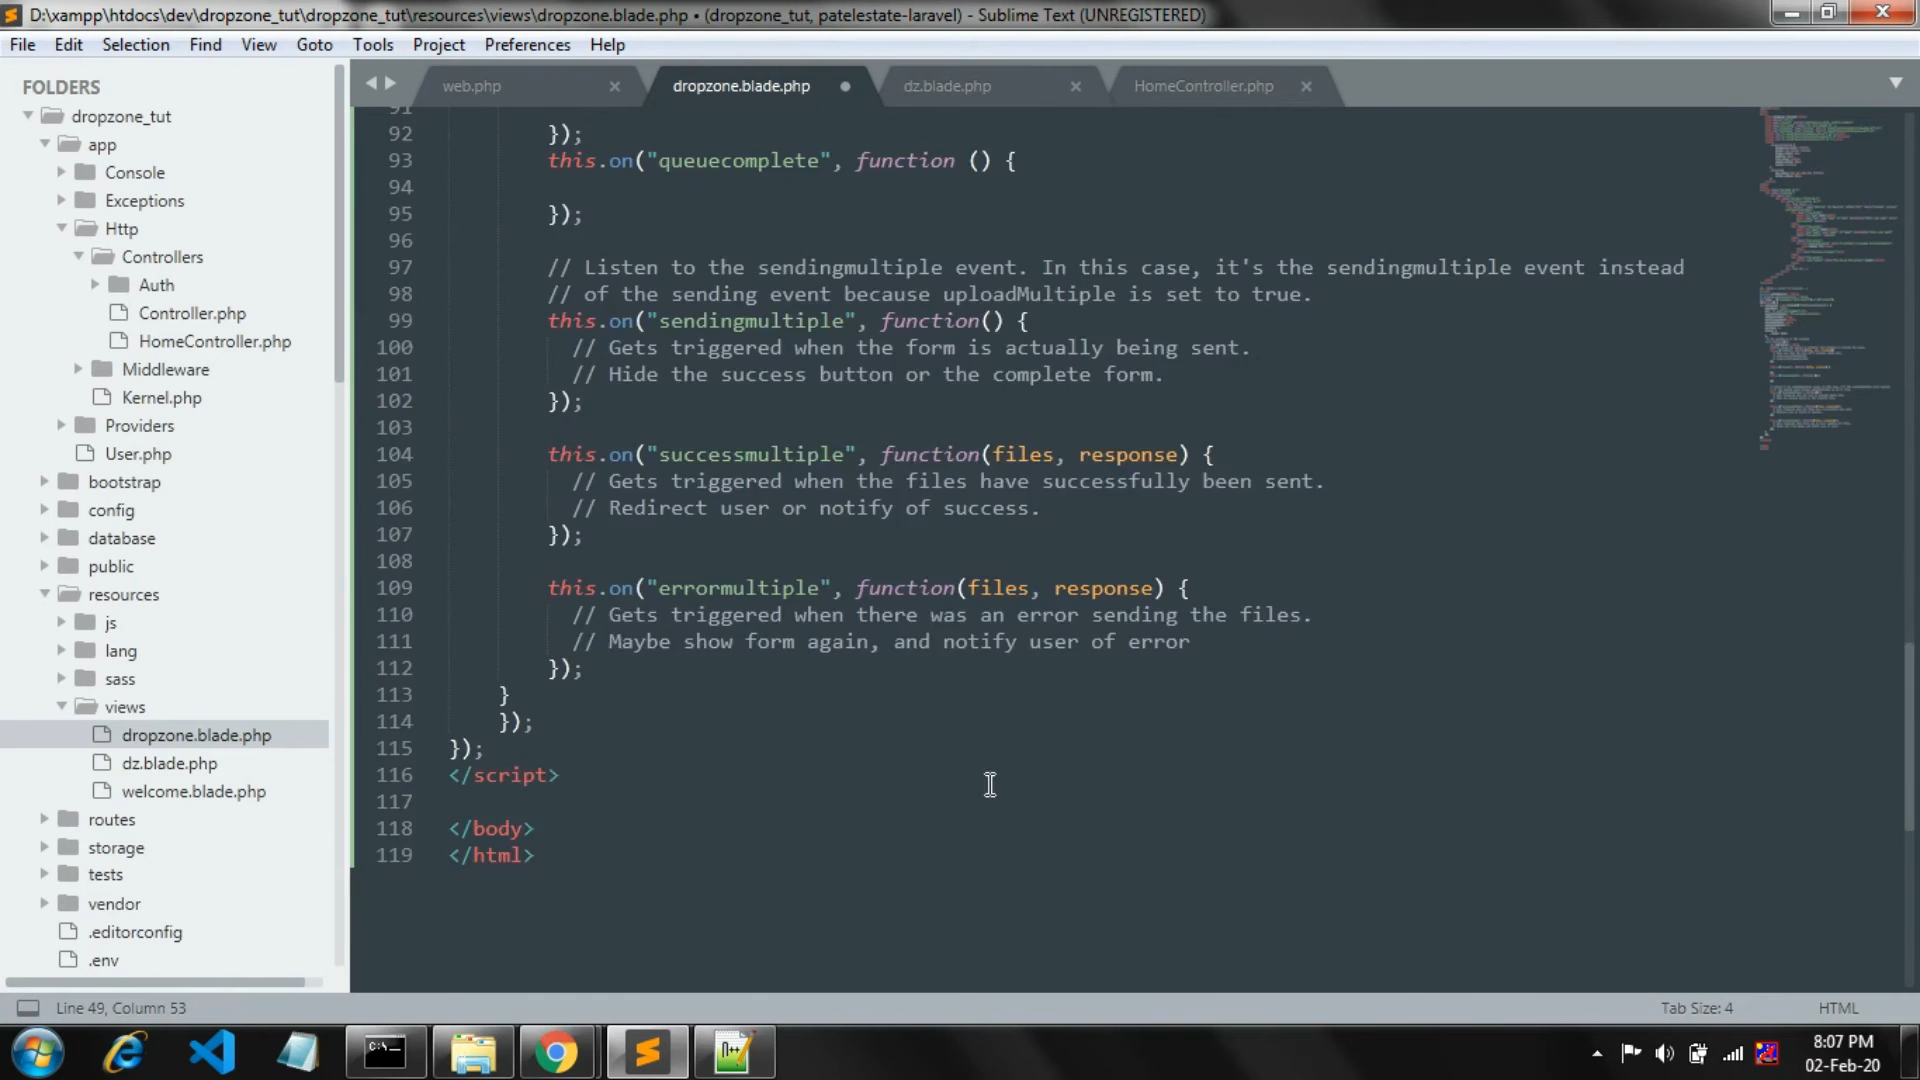 D:\xampp\htdocs\dev\dropzone_tut\dropzone_tut\resources\views\dropzone.blade.php • (dropzone_tut, patelestate-laravel) - Sublime Text (UNREGISTERED)
File Edit Selection Find View Goto Tools Project Preferences Help
FOLDERS
dropzone_tut
app
Console
Exceptions
Http
Controllers
Auth
Controller.php
HomeController.php
Middleware
Kernel.php
Providers
User.php
bootstrap
config
database
public
resources
js
lang
sass
views
dropzone.blade.php
dz.blade.php
welcome.blade.php
routes
storage
tests
vendor
.editorconfig
.env
web.php dropzone.blade.php dz.blade.php HomeController.php
91
92 });
93 this.on("queuecomplete", function () {
94
95 });
96
97 // Listen to the sendingmultiple event. In this case, it's the sendingmultiple event instead
98 // of the sending event because uploadMultiple is set to true.
99 this.on("sendingmultiple", function() {
100 // Gets triggered when the form is actually being sent.
101 // Hide the success button or the complete form.
102 });
103
104 this.on("successmultiple", function(files, response) {
105 // Gets triggered when the files have successfully been sent.
106 // Redirect user or notify of success.
107 });
108
109 this.on("errormultiple", function(files, response) {
110 // Gets triggered when there was an error sending the files.
111 // Maybe show form again, and notify user of error
112 });
113 }
114 });
115 });
116 </script>
117
118 </body>
119 </html>
Line 49, Column 53
Tab Size: 4
HTML
8:07 PM
02-Feb-20